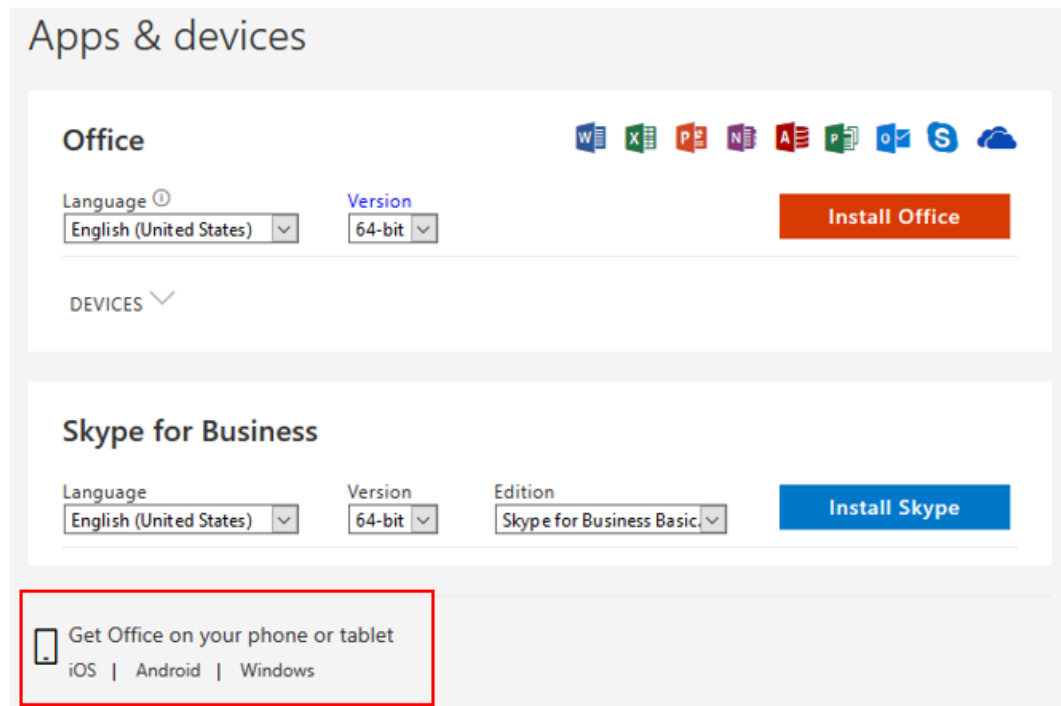 Apps & devices
Office
W X P N A P O S
Language Version
English (United States) 64-bit Install Office
DEVICES
Skype for Business
Language Version Edition
English (United States) 64-bit Skype for Business Basic. Install Skype
Get Office on your phone or tablet
iOS | Android | Windows